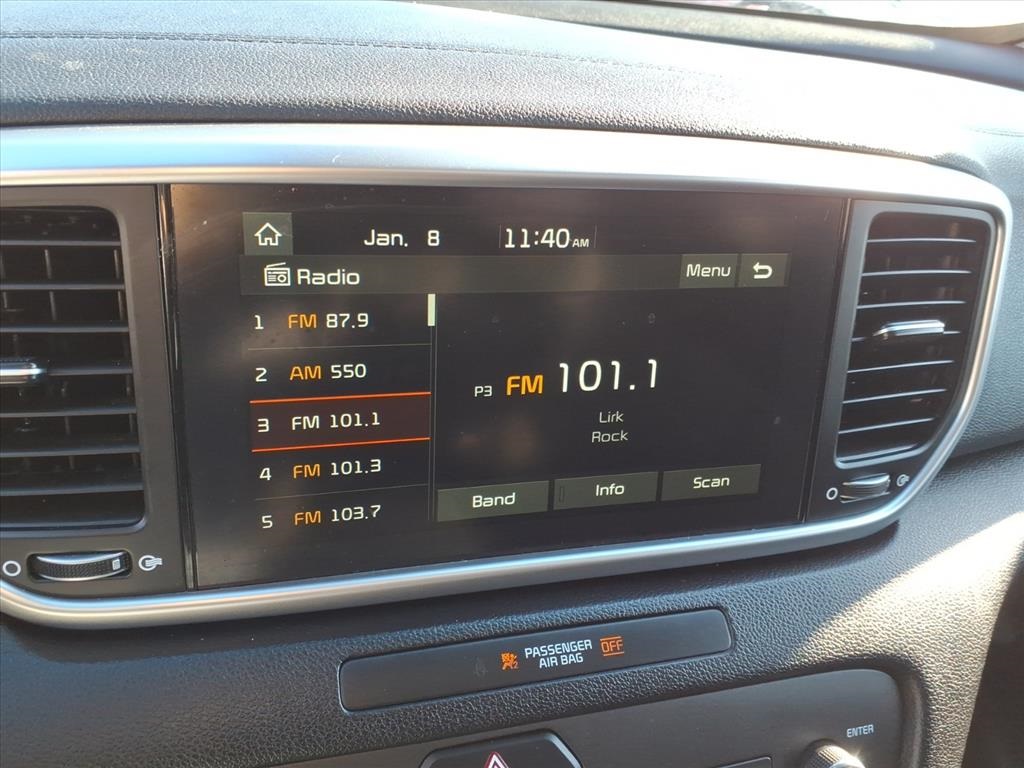 Jan. 8 11:40 AM
Radio Menu
1 FM 87.9
2 AM 550
3 FM 101.1
4 FM 101.3
5 FM 103.7
P3 FM 101.1
Lirk
Rock
Band Info Scan
PASSENGER
AIR BAG OFF
ENTER